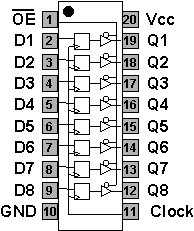 OE 1 20 Vcc
D1 2 19 Q1
D2 3 18 Q2
D3 4 17 Q3
D4 5 16 Q4
D5 6 15 Q5
D6 7 14 Q6
D7 8 13 Q7
D8 9 12 Q8
GND 10 11 Clock